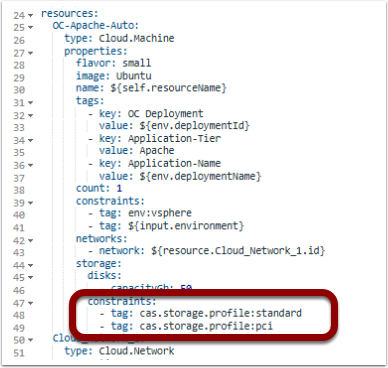 24 resources:
25 OC-Apache-Auto:
26 type: Cloud.Machine
27 properties:
28 flavor: small
29 image: Ubuntu
30 name: ${self.resourceName}
31 tags:
32 - key: OC Deployment
33 value: ${env.deploymentId}
34 - key: Application-Tier
35 value: Apache
36 - key: Application-Name
37 value: ${env.deploymentName}
38 count: 1
39 constraints:
40 - tag: env:vsphere
41 - tag: ${input.environment}
42 networks:
43 - network: ${resource.Cloud_Network_1.id}
44 storage:
45 disks:
46 - capacityGb: 50
47 constraints:
48 - tag: cas.storage.profile:standard
49 - tag: cas.storage.profile:pci
50
51 type: Cloud.Network